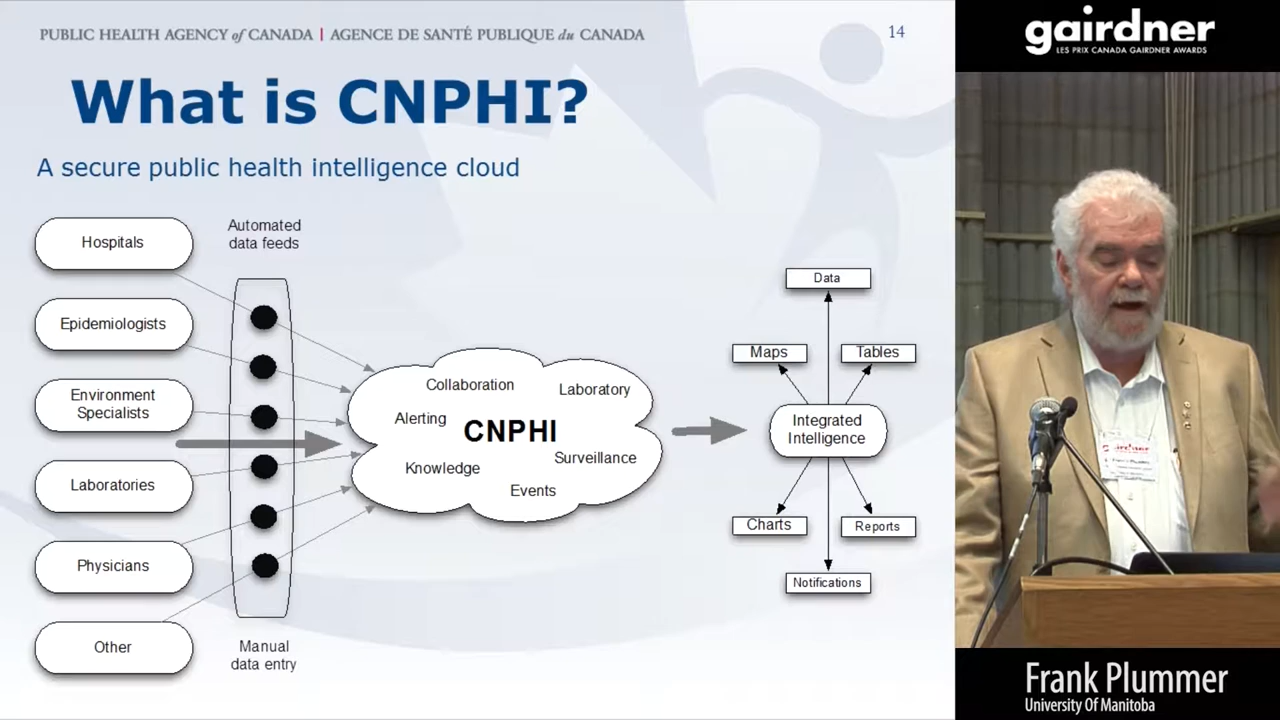 PUBLIC HEALTH AGENCY of CANADA | AGENCE DE SANTÉ PUBLIQUE du CANADA
14
What is CNPHI?
A secure public health intelligence cloud
Hospitals
Epidemiologists
Environment
Specialists
Laboratories
Physicians
Other
Automated
data feeds
Manual
data entry
Collaboration
Laboratory
Alerting
CNPHI
Knowledge
Surveillance
Events
Data
Maps
Tables
Integrated
Intelligence
Charts
Reports
Notifications
gairdner
LES PRIX CANADA GAIRDNER AWARDS
gairdner
Frank Plummer
University Of Manitoba